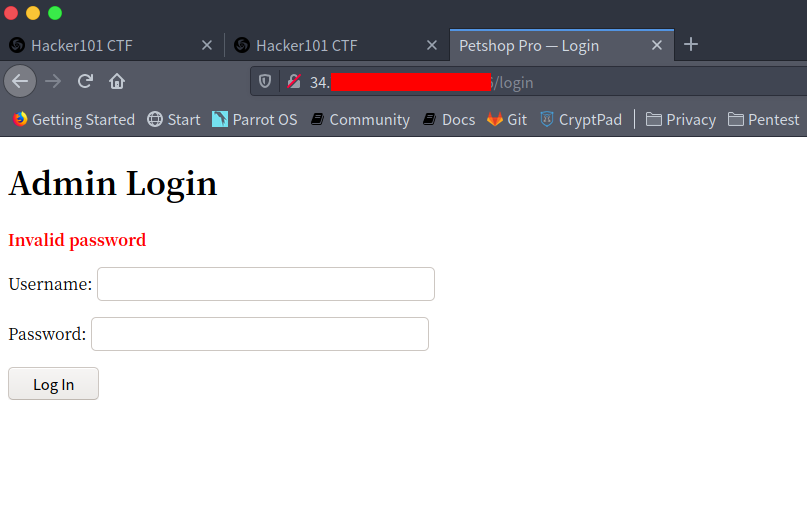 Hacker101 CTF Hacker101 CTF Petshop Pro — Login
34. /login
Getting Started Start Parrot OS Community Docs Git CryptPad Privacy Pentest
Admin Login
Invalid password
Username:
Password:
Log In